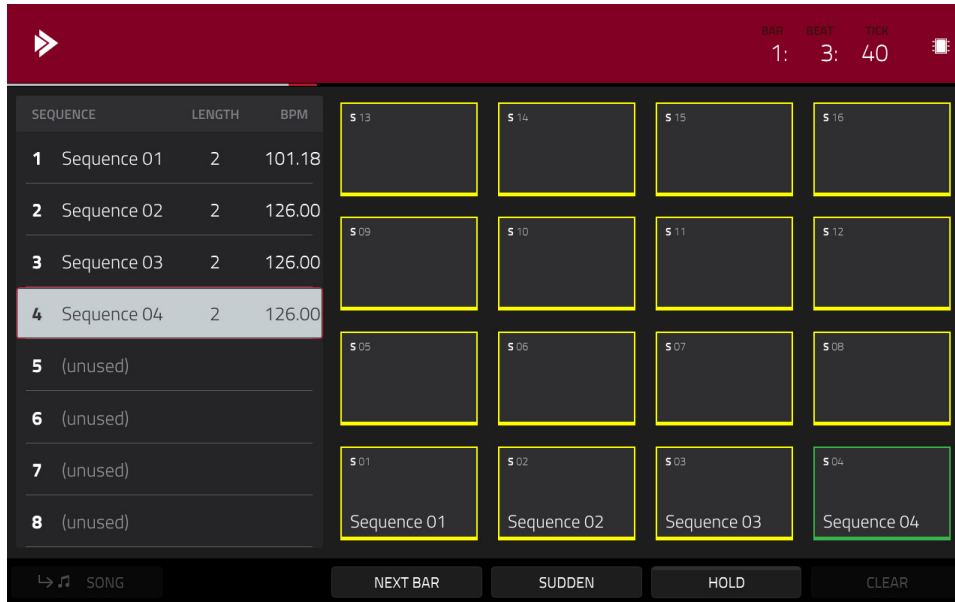 BAR BEAT TICK
1: 3: 40
SEQUENCE LENGTH BPM
1 Sequence 01 2 101.18
2 Sequence 02 2 126.00
3 Sequence 03 2 126.00
4 Sequence 04 2 126.00
5 (unused)
6 (unused)
7 (unused)
8 (unused)
S 13 S 14 S 15 S 16
S 09 S 10 S 11 S 12
S 05 S 06 S 07 S 08
S 01 S 02 S 03 S 04
Sequence 01 Sequence 02 Sequence 03 Sequence 04
SONG NEXT BAR SUDDEN HOLD CLEAR